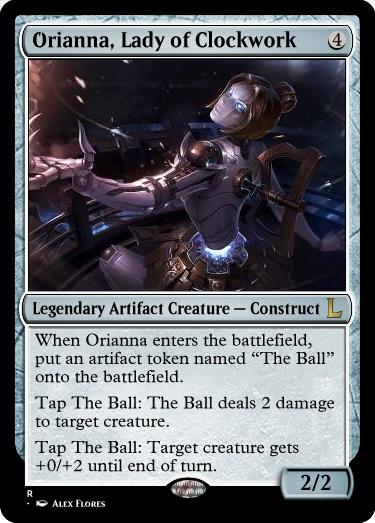 Orianna, Lady of Clockwork 4
Legendary Artifact Creature — Construct L
When Orianna enters the battlefield,
put an artifact token named “The Ball”
onto the battlefield.
Tap The Ball: The Ball deals 2 damage
to target creature.
Tap The Ball: Target creature gets
+0/+2 until end of turn.
2/2
R
· ALEX FLORES